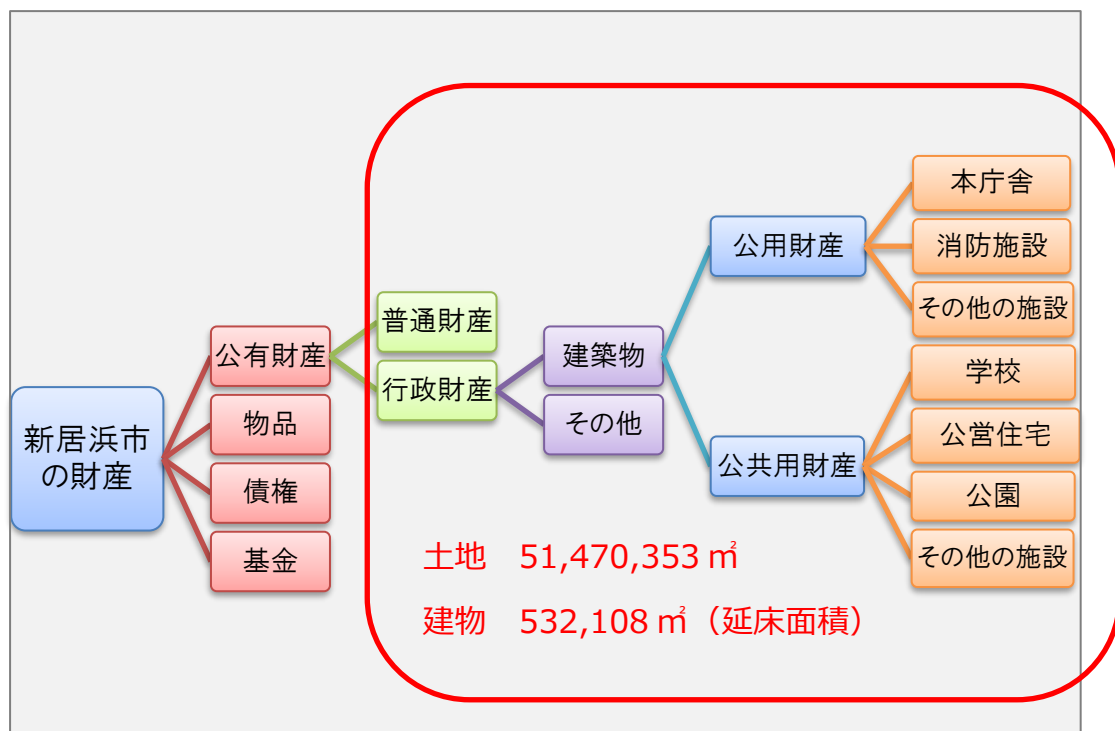 新居浜市
の財産
公有財産
物品
債権
基金
普通財産
行政財産
建築物
その他
公用財産
公共用財産
本庁舎
消防施設
その他の施設
学校
公営住宅
公園
その他の施設
土地　51,470,353 ㎡
建物　532,108 ㎡（延床面積）